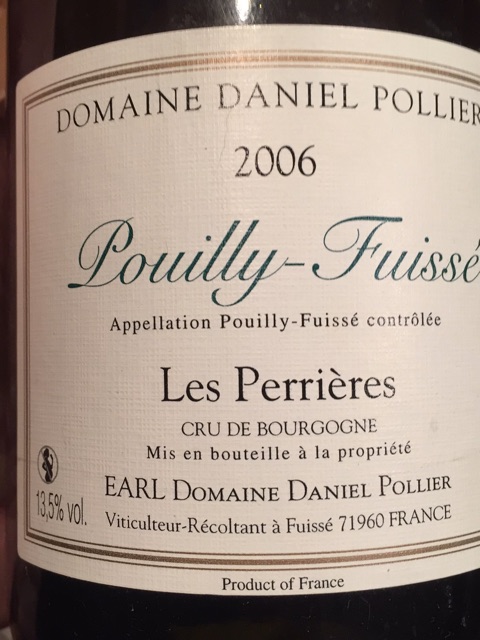 DOMAINE DANIEL POLLIER
2006
Pouilly-Fuissé
Appellation Pouilly-Fuissé contrôlée
Les Perrières
CRU DE BOURGOGNE
Mis en bouteille à la propriété
EARL DOMAINE DANIEL POLLIER
13,5% vol.
Viticulteur-Récoltant à Fuissé 71960 FRANCE
Product of France